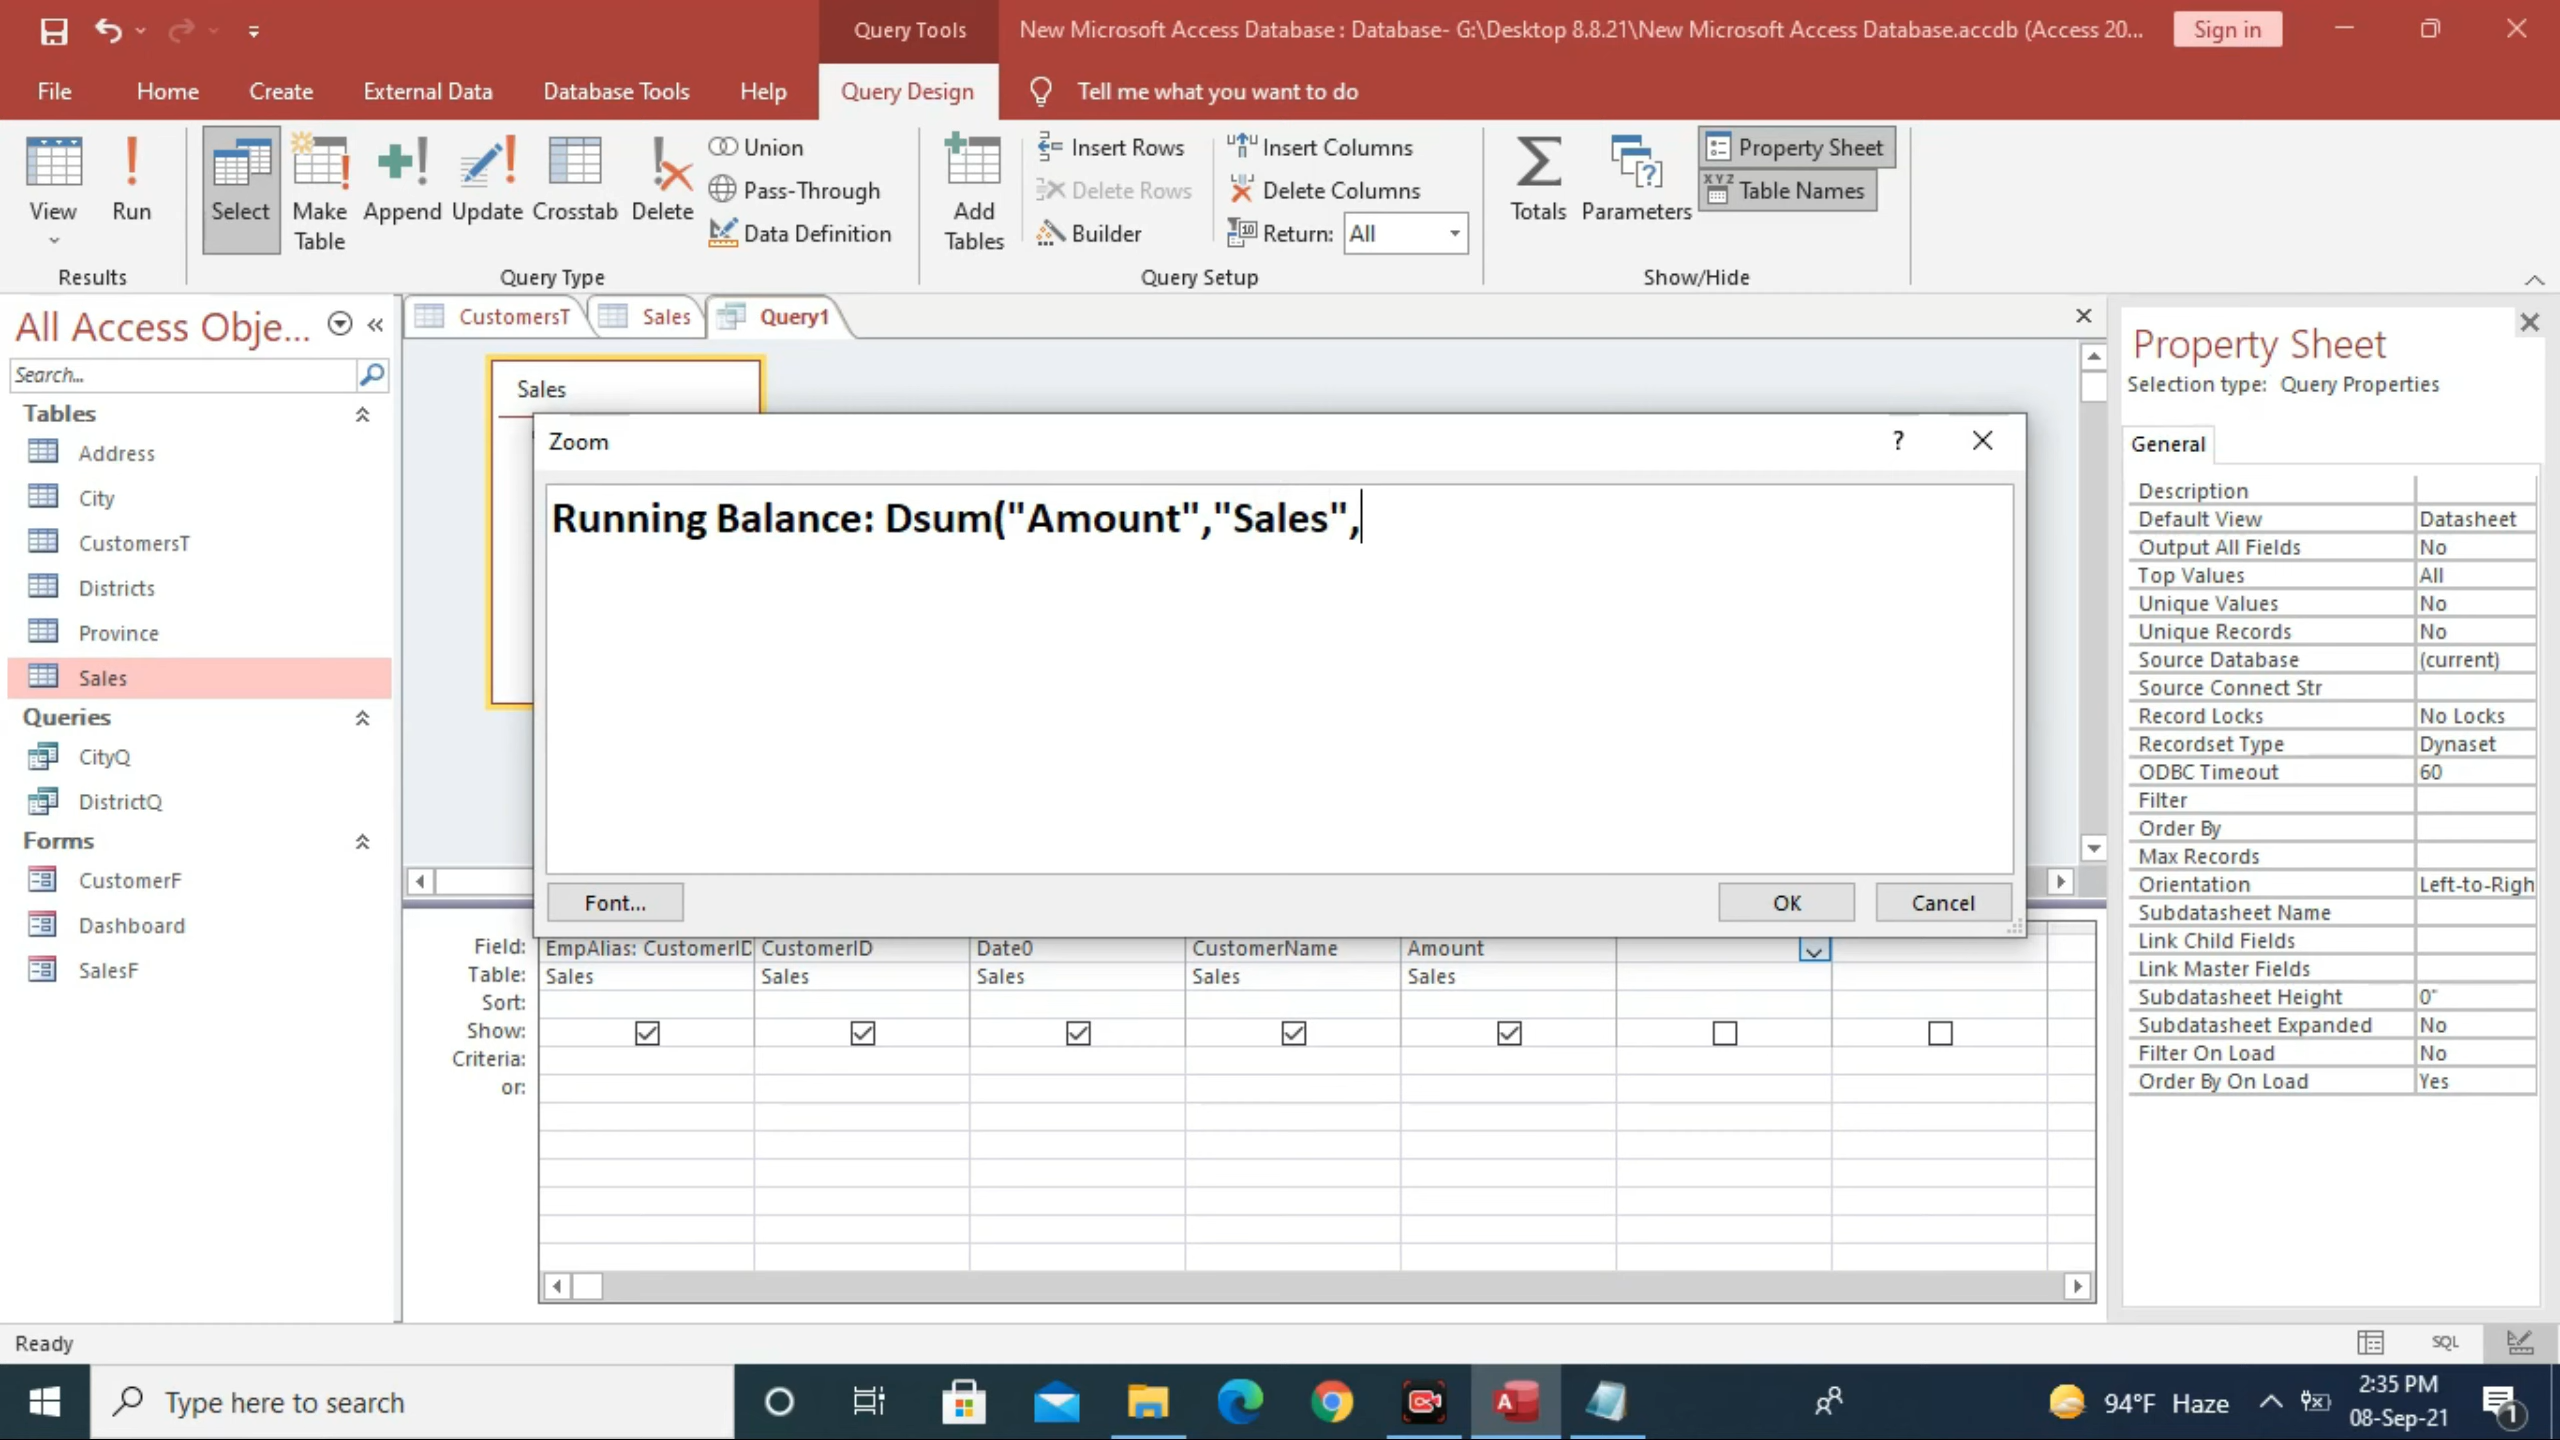 Query Tools
New Microsoft Access Database : Database- G:\Desktop 8.8.21\New Microsoft Access Database.accdb (Access 20...
Sign in
File
Home
Create
External Data
Database Tools
Help
Query Design
Tell me what you want to do
View
Run
Select
Make Table
Append
Update
Crosstab
Delete
Union
Pass-Through
Data Definition
Add Tables
Insert Rows
Delete Rows
Builder
Insert Columns
Delete Columns
Return: All
Totals
Parameters
Property Sheet
Table Names
Results
Query Type
Query Setup
Show/Hide
All Access Obje...
Search...
Tables
Address
City
CustomersT
Districts
Province
Sales
Queries
CityQ
DistrictQ
Forms
CustomerF
Dashboard
SalesF
CustomersT
Sales
Query1
Sales
Zoom
Running Balance: Dsum("Amount","Sales",
Font...
OK
Cancel
Field: EmpAlias: CustomerID CustomerID Date0 CustomerName Amount
Table: Sales Sales Sales Sales Sales
Sort:
Show:
Criteria:
or:
Property Sheet
Selection type: Query Properties
General
Description
Default View Datasheet
Output All Fields No
Top Values All
Unique Values No
Unique Records No
Source Database (current)
Source Connect Str
Record Locks No Locks
Recordset Type Dynaset
ODBC Timeout 60
Filter
Order By
Max Records
Orientation Left-to-Righ
Subdatasheet Name
Link Child Fields
Link Master Fields
Subdatasheet Height 0"
Subdatasheet Expanded No
Filter On Load No
Order By On Load Yes
Ready
SQL
Type here to search
94°F Haze
2:35 PM
08-Sep-21
1